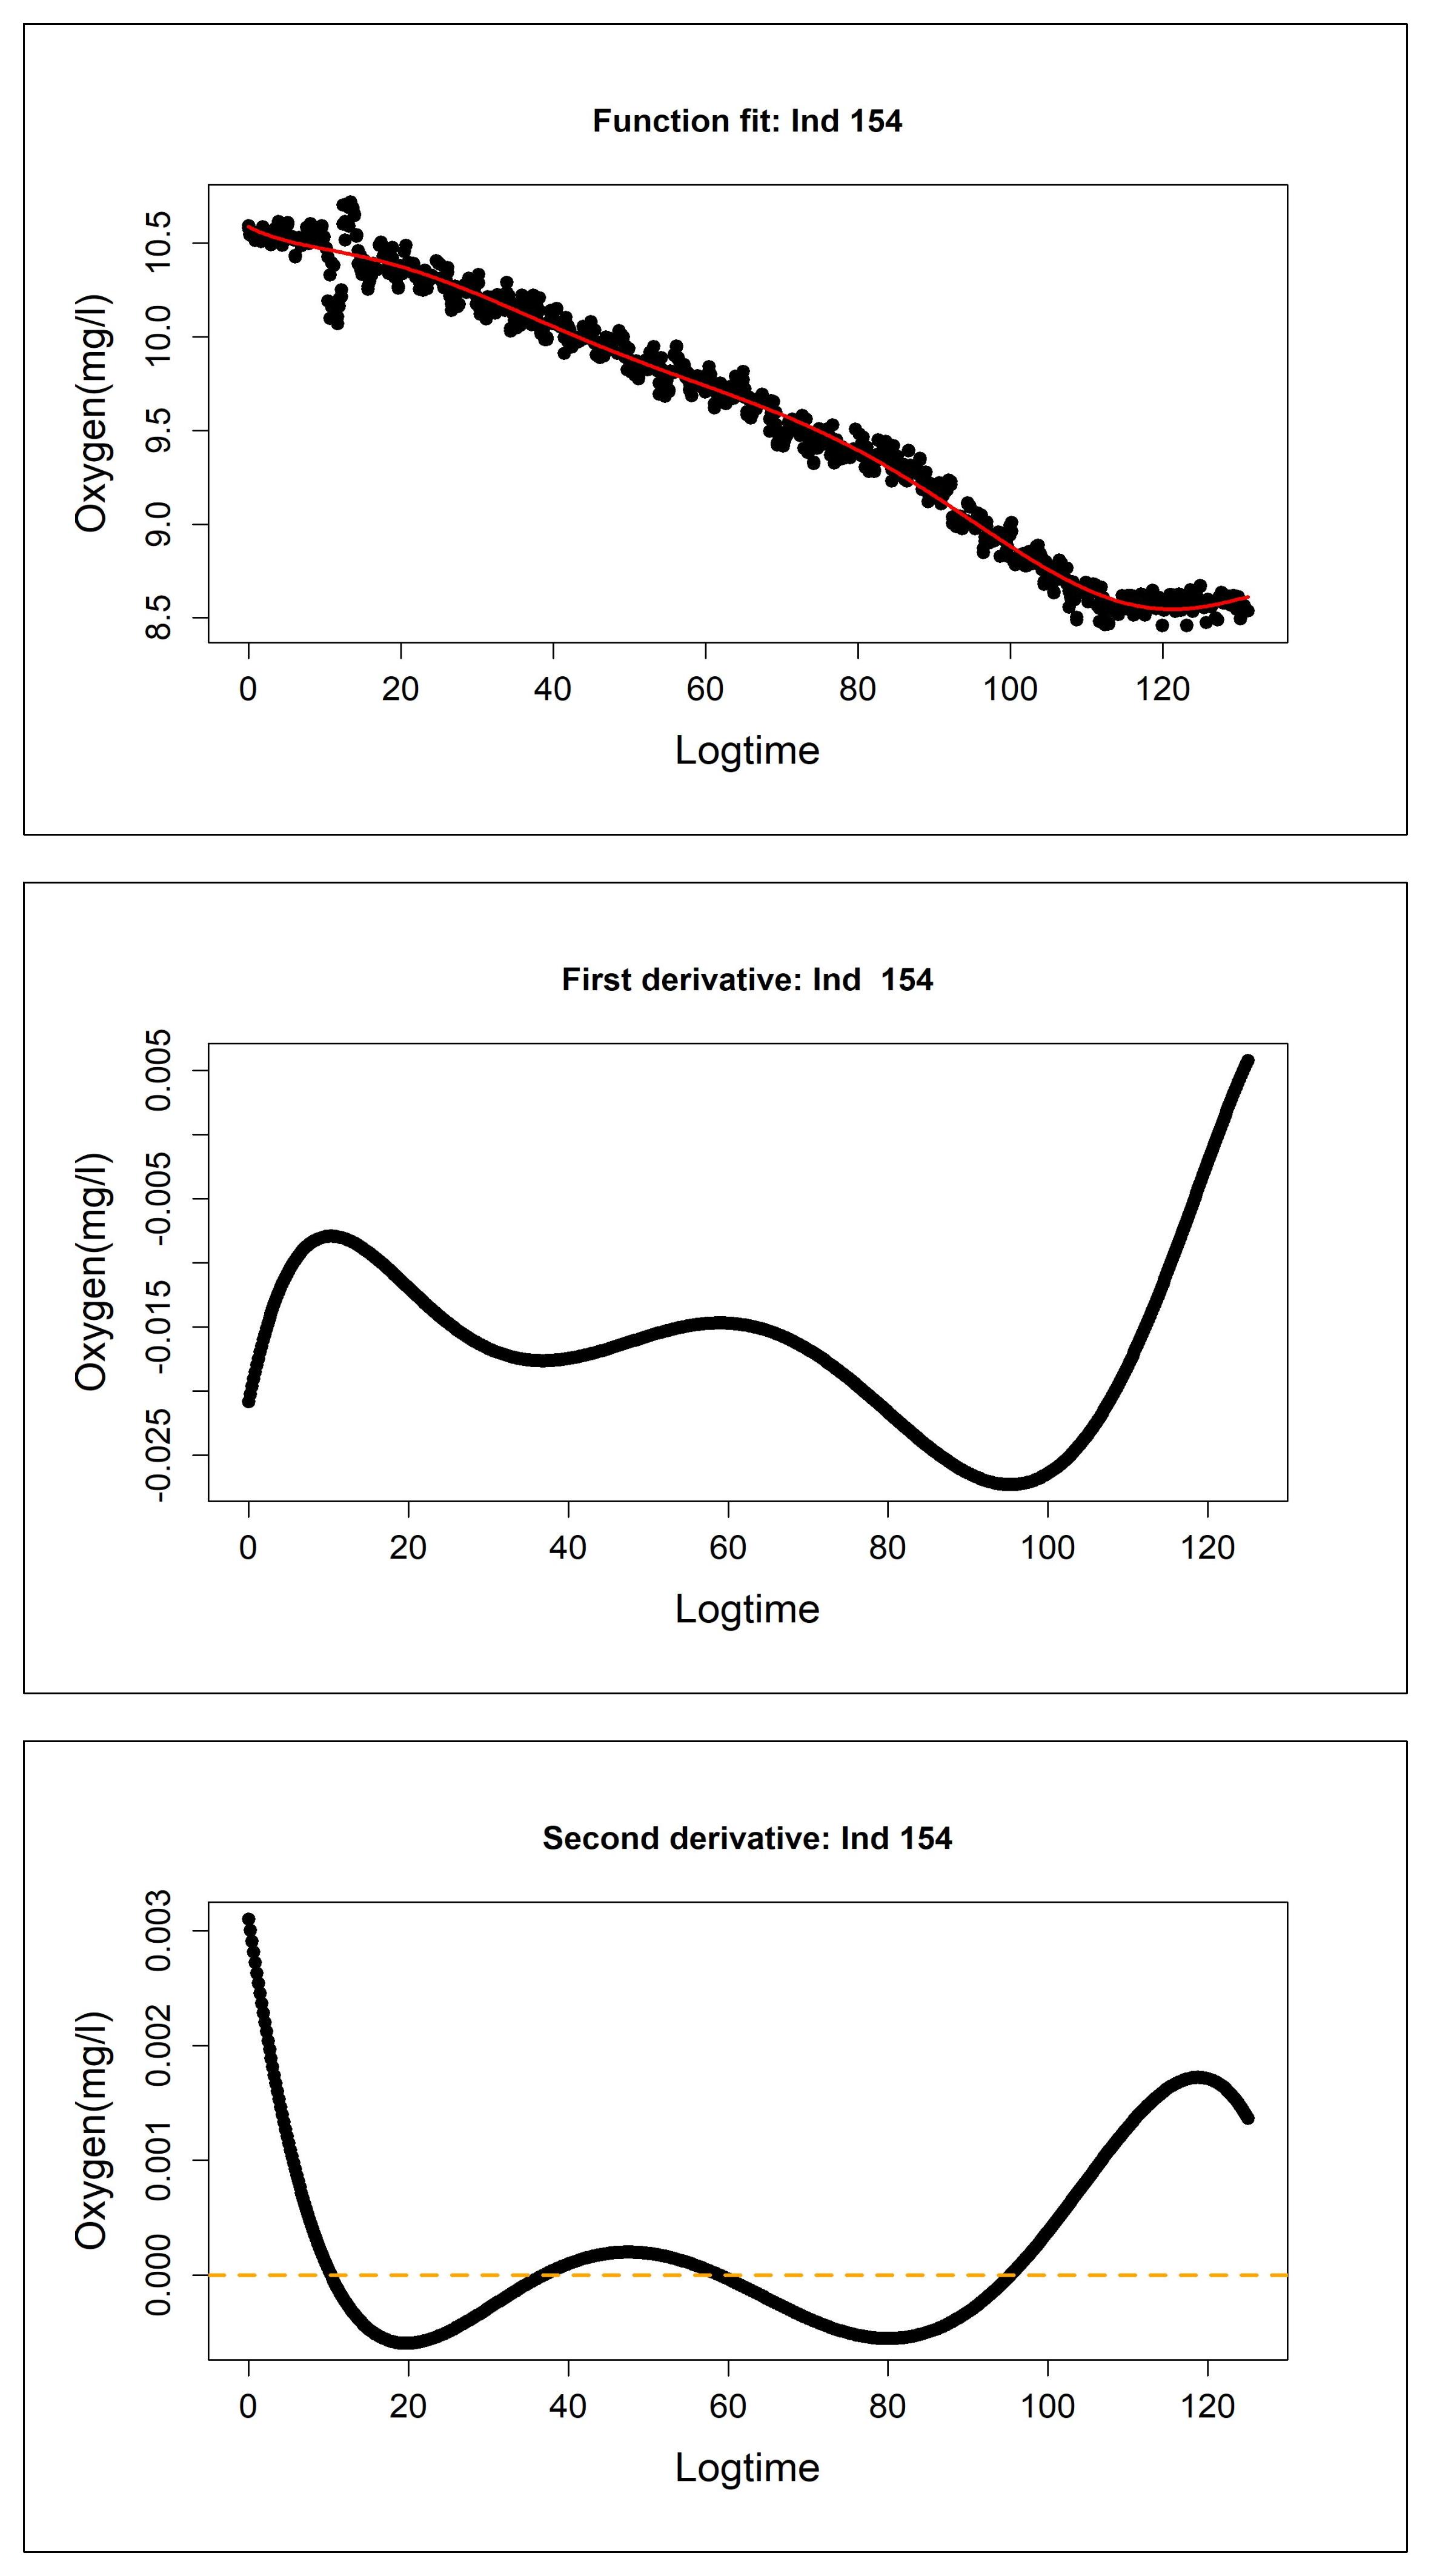 Function fit: Ind 154
Oxygen(mg/l)
10.5
10.0
9.5
9.0
8.5
0 20 40 60 80 100 120
Logtime
First derivative: Ind  154
Oxygen(mg/l)
0.005
-0.005
-0.015
-0.025
0 20 40 60 80 100 120
Logtime
Second derivative: Ind 154
Oxygen(mg/l)
0.003
0.002
0.001
0.000
0 20 40 60 80 100 120
Logtime